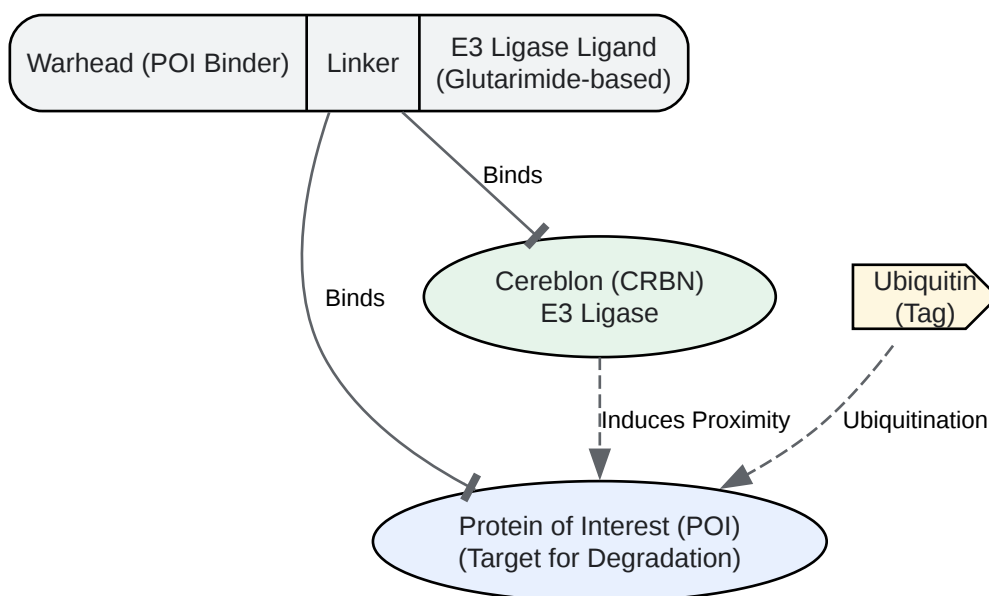 Warhead (POI Binder)
Linker
E3 Ligase Ligand
(Glutarimide-based)
Binds
Binds
Cereblon (CRBN)
E3 Ligase
Ubiquitin
(Tag)
Induces Proximity
Ubiquitination
Protein of Interest (POI)
(Target for Degradation)